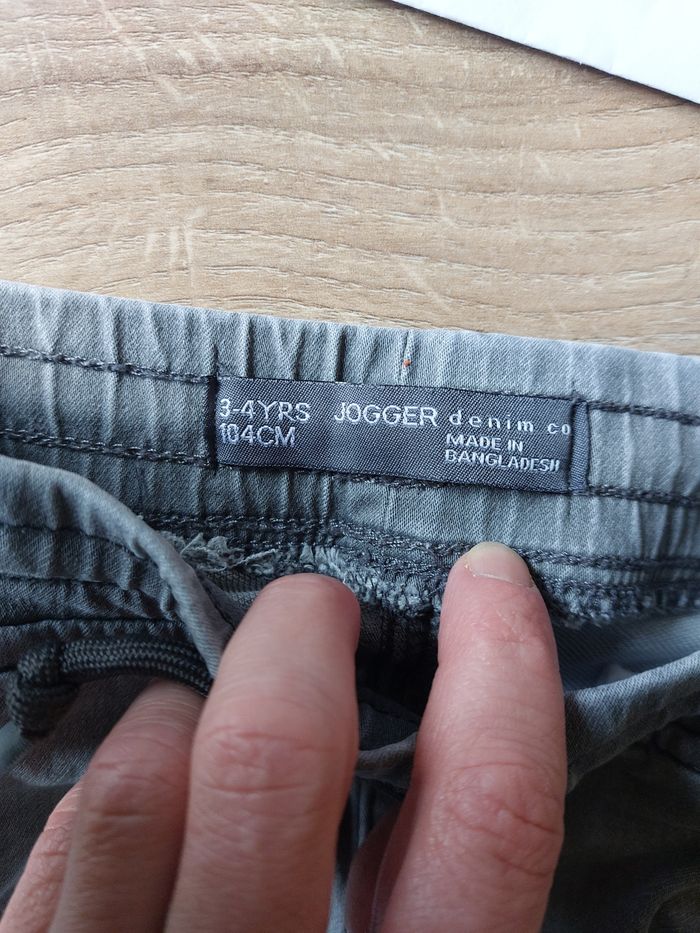 3-4YRS JOGGER denim co
104CM MADE IN
BANGLADESH